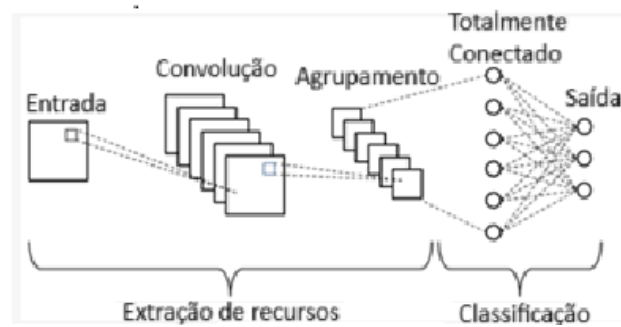 Totalmente
Conectado
Convolução
Agrupamento
Entrada
Saída
Extração de recursos
Classificação